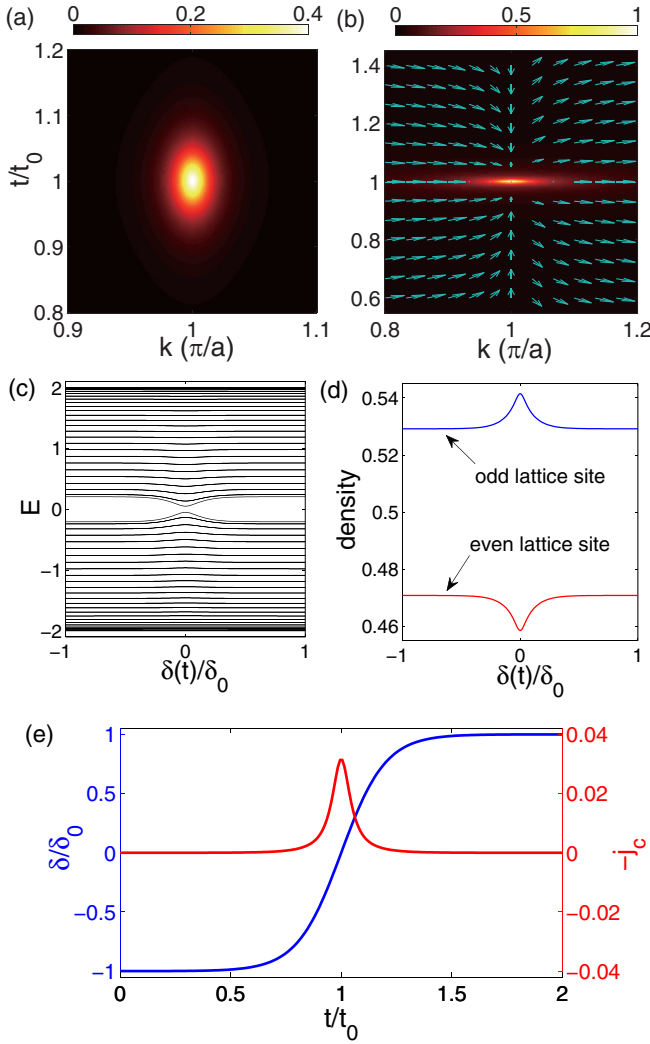 (a) 0 0.2 0.4 (b) 0 0.5 1
1.2 1.4
1.1 1.2
t/t0 1 1
0.9 0.8
0.8 0.6
0.9 1 1.1 0.8 1 1.2
k (π/a) k (π/a)
(c) 2 (d) 0.54
1 0.52
odd lattice site
E 0 density 0.5
even lattice site
−1 0.48
−2 0.46
−1 0 1 −1 0 1
δ(t)/δ0 δ(t)/δ0
(e) 1 0.04
0.5 0.02
δ/δ0 0 0 −jc
−0.5 −0.02
−1 −0.04
0 0.5 1 1.5 2
t/t0